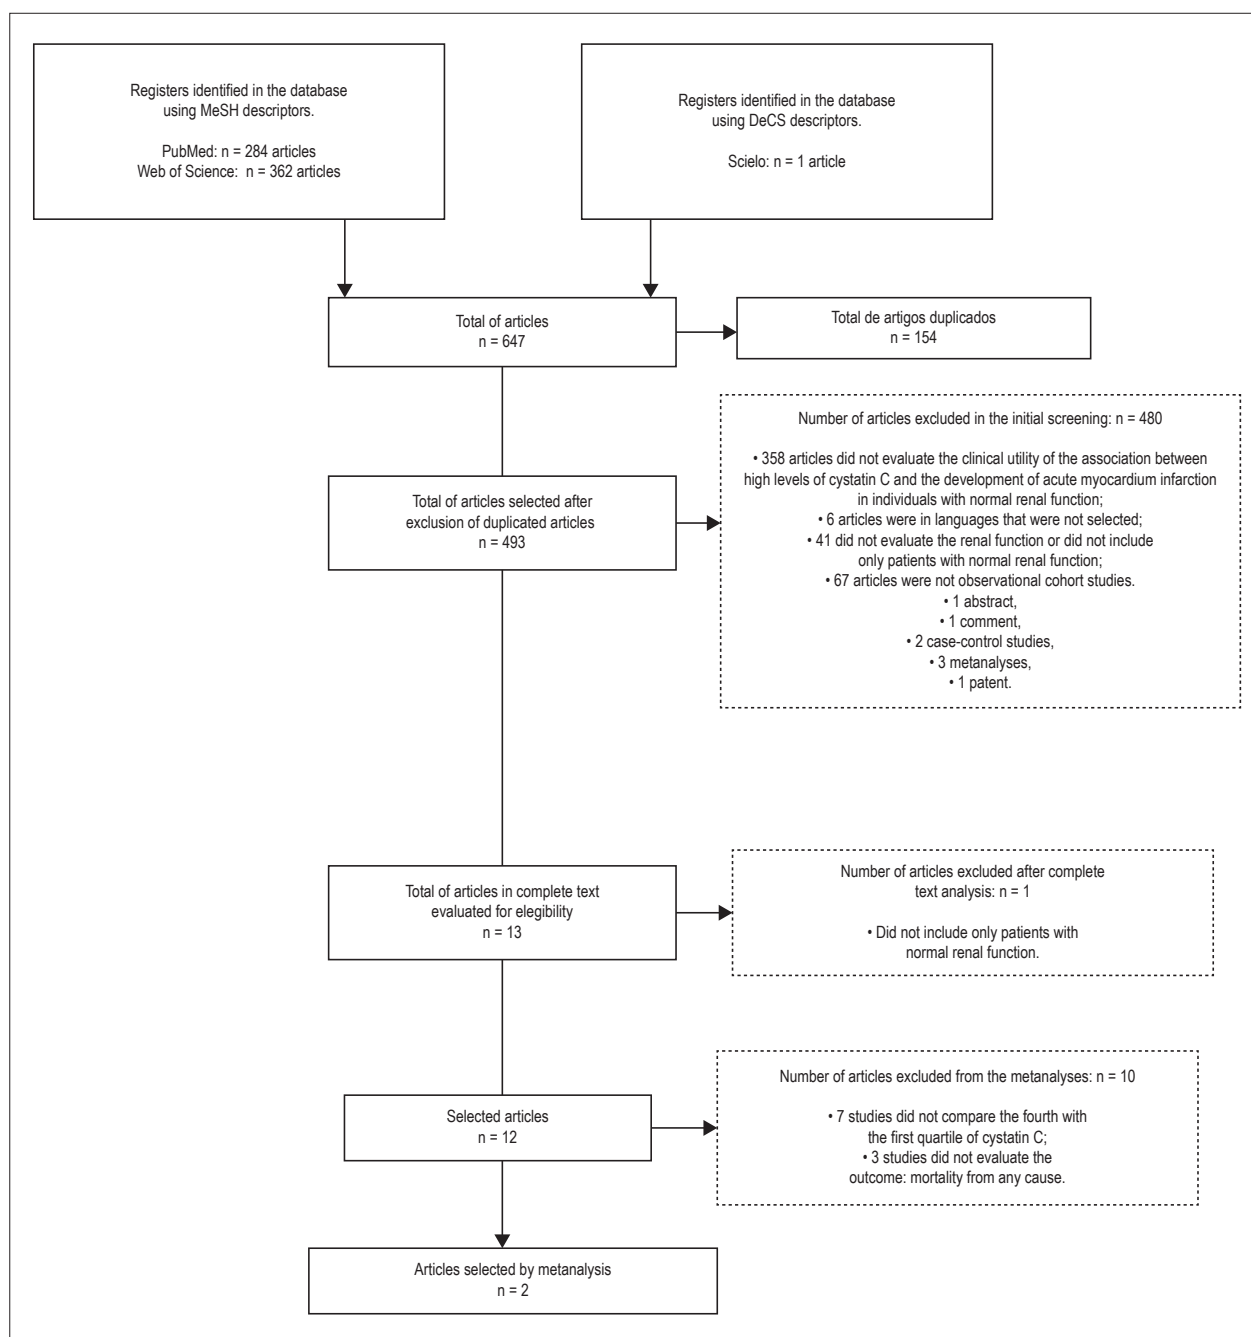 Registers identified in the database
using MeSH descriptors.
PubMed: n = 284 articles
Web of Science: n = 362 articles
Registers identified in the database
using DeCS descriptors.
Scielo: n = 1 article
Total of articles
n = 647
Total de artigos duplicados
n = 154
Number of articles excluded in the initial screening: n = 480
• 358 articles did not evaluate the clinical utility of the association between
high levels of cystatin C and the development of acute myocardium infarction
in individuals with normal renal function;
• 6 articles were in languages that were not selected;
• 41 did not evaluate the renal function or did not include
only patients with normal renal function;
• 67 articles were not observational cohort studies.
• 1 abstract,
• 1 comment,
• 2 case-control studies,
• 3 metanalyses,
• 1 patent.
Total of articles selected after
exclusion of duplicated articles
n = 493
Total of articles in complete text
evaluated for elegibility
n = 13
Number of articles excluded after complete
text analysis: n = 1
• Did not include only patients with
normal renal function.
Selected articles
n = 12
Number of articles excluded from the metanalyses: n = 10
• 7 studies did not compare the fourth with
the first quartile of cystatin C;
• 3 studies did not evaluate the
outcome: mortality from any cause.
Articles selected by metanalysis
n = 2